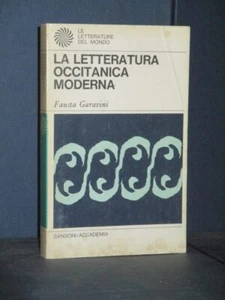 LE
LETTERATURE
DEL MONDO
LA LETTERATURA
OCCITANICA
MODERNA
Fausta Garavini
SANSONI/ACCADEMIA